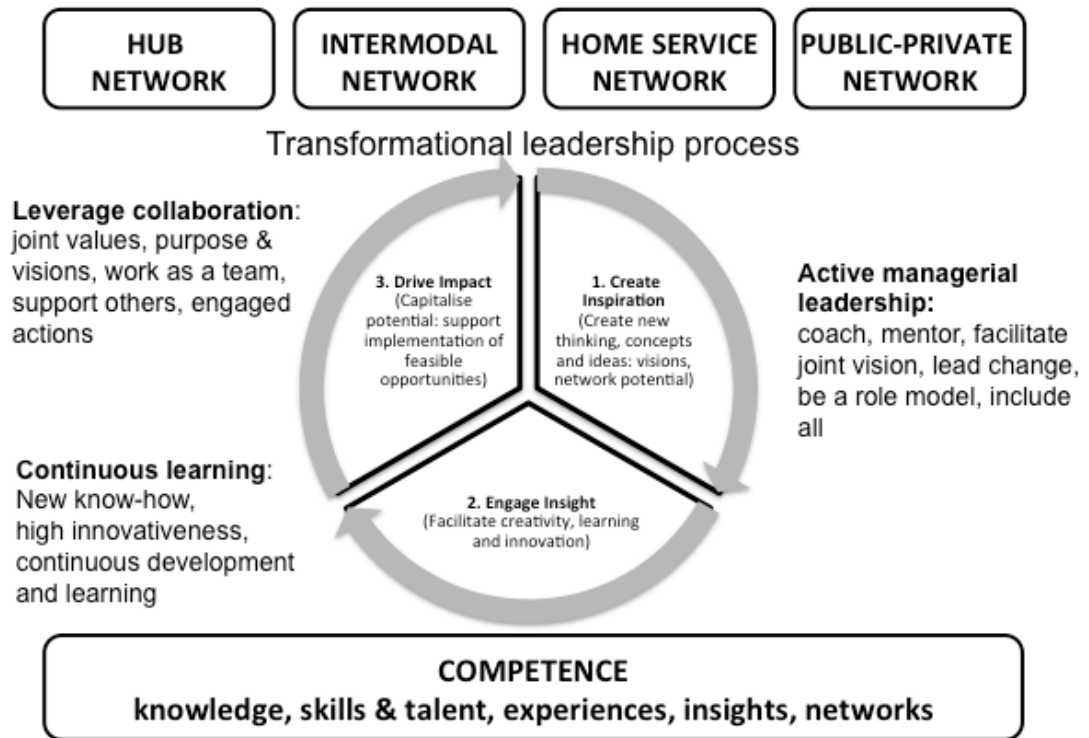 HUB
NETWORK
INTERMODAL
NETWORK
HOME SERVICE
NETWORK
PUBLIC-PRIVATE
NETWORK
Transformational leadership process
Leverage collaboration:
joint values, purpose &
visions, work as a team,
support others, engaged
actions
3. Drive Impact
(Capitalise
potential: support
implementation of
feasible
opportunities)
1. Create
Inspiration
(Create new
thinking, concepts
and ideas: visions,
network potential)
Active managerial
leadership:
coach, mentor, facilitate
joint vision, lead change,
be a role model, include
all
Continuous learning:
New know-how,
high innovativeness,
continuous development
and learning
2. Engage Insight
(Facilitate creativity, learning
and innovation)
COMPETENCE
knowledge, skills & talent, experiences, insights, networks